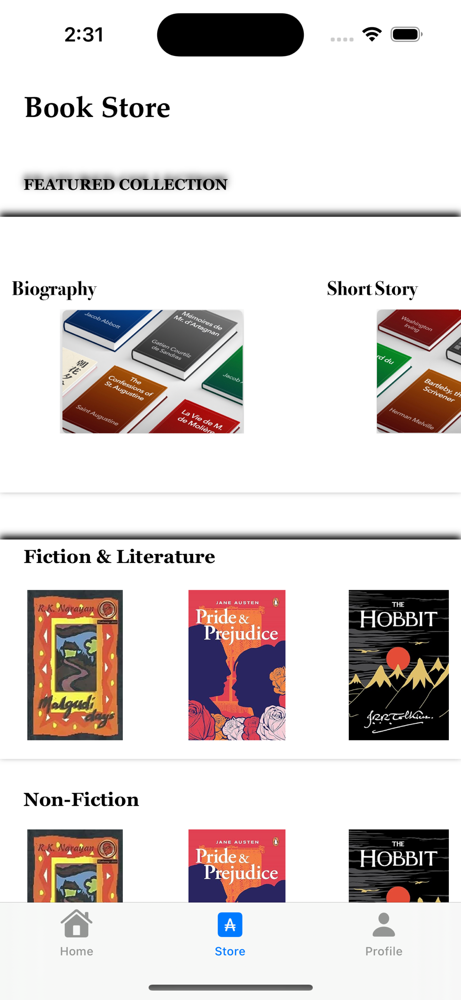 2:31
Book Store
FEATURED COLLECTION
Biography
Short Story
Jacob Abbott
Mémoires de
Mr. d'Artagnan
Gatien Courtilz
de Sandras
朝
花
夕
Jacob
The
Confessions of
St. Augustine
Saint Augustine
La Vie de M.
de Molière
Washington
Irving
rd du
Bartleby, th
Scrivener
Herman Melville
Fiction & Literature
R.K. Narayan
Malgudi
days
JANE AUSTEN
Pride &
Prejudice
THE
HOBBIT
J.R.R. Tolkien.
Non-Fiction
R.K. Narayan
JANE AUSTEN
Pride &
Prejudice
THE
HOBBIT
Home
Store
Profile